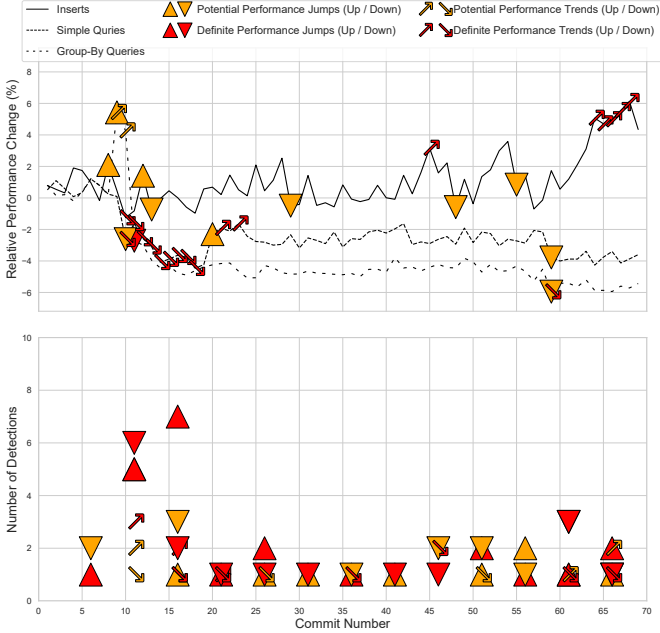 Inserts
Simple Quries
Group-By Queries
Potential Performance Jumps (Up / Down)
Definite Performance Jumps (Up / Down)
Potential Performance Trends (Up / Down)
Definite Performance Trends (Up / Down)
Relative Performance Change (%)
8
6
4
2
0
−2
−4
−6
Number of Detections
10
8
6
4
2
0
0 5 10 15 20 25 30 35 40 45 50 55 60 65 70
Commit Number